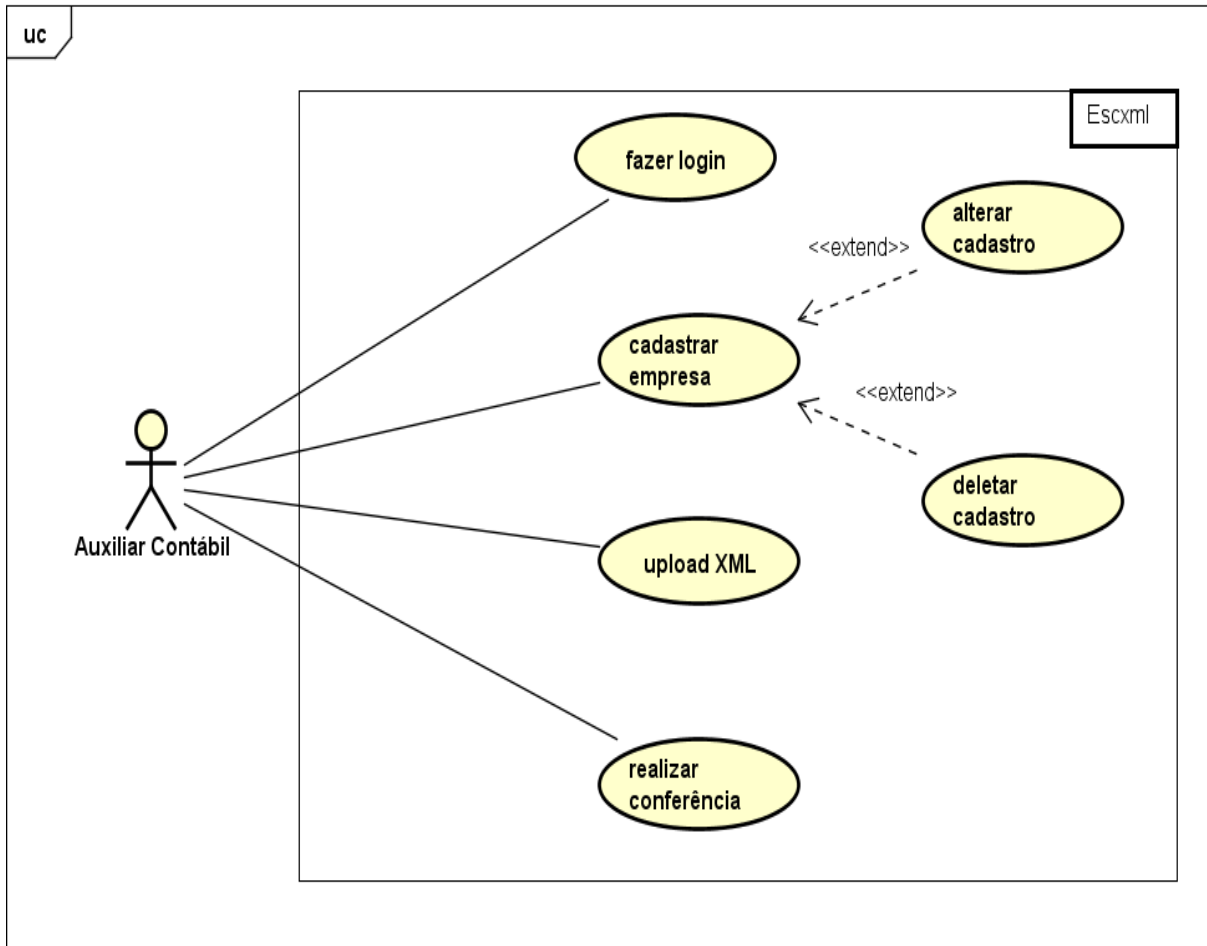 uc
Escxml
fazer login
alterar
cadastro
<<extend>>
cadastrar
empresa
<<extend>>
deletar
cadastro
Auxiliar Contábil
upload XML
realizar
conferência